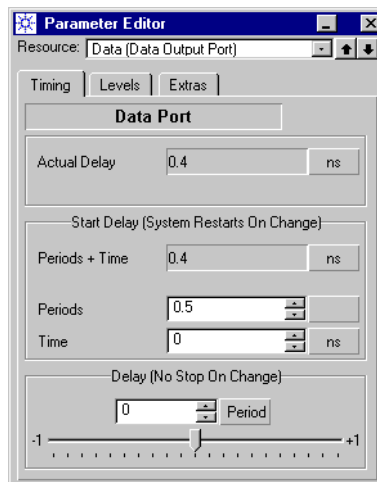 Parameter Editor
Resource: Data (Data Output Port)
Timing Levels Extras
Data Port
Actual Delay 0.4 ns
Start Delay (System Restarts On Change)
Periods + Time 0.4 ns
Periods 0.5
Time 0 ns
Delay (No Stop On Change)
0 Period
-1 +1